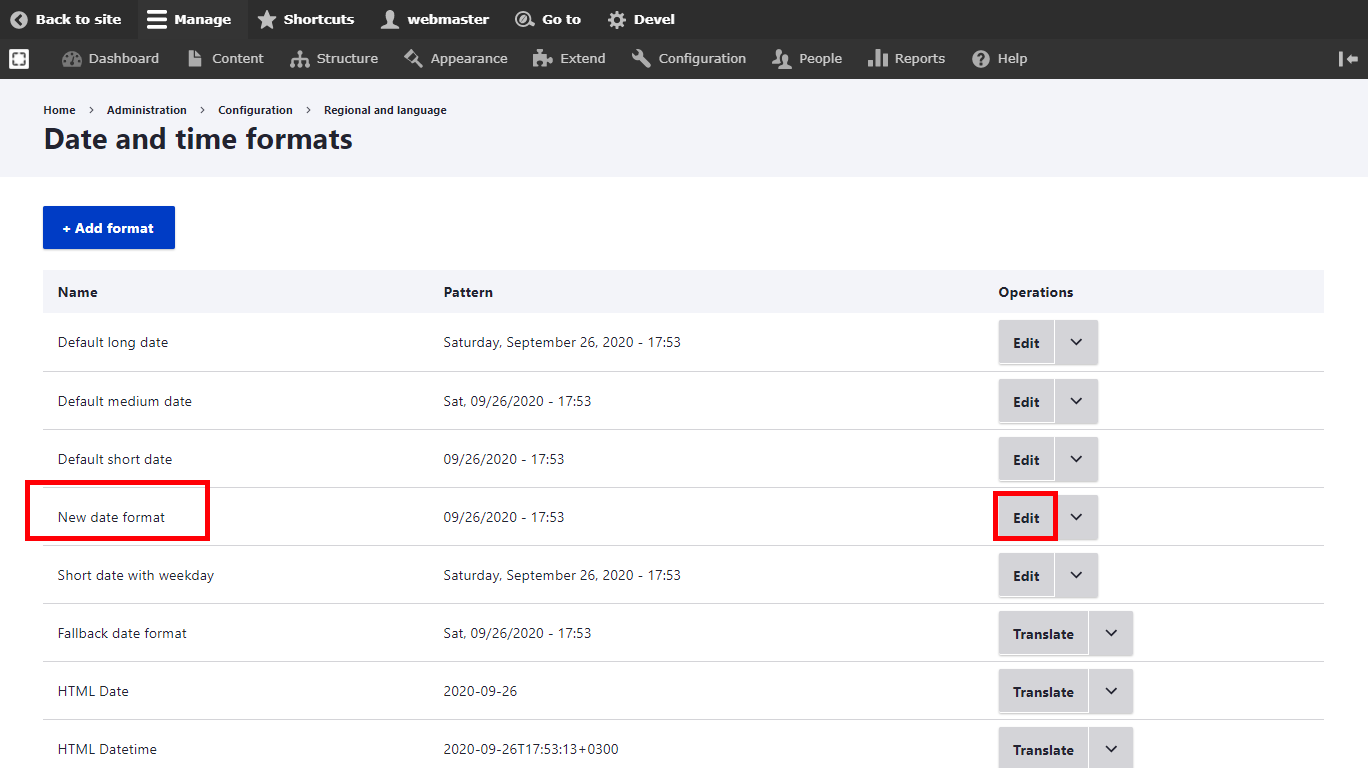 Back to site Manage Shortcuts webmaster Go to Devel
Dashboard Content Structure Appearance Extend Configuration People Reports Help
Home › Administration › Configuration › Regional and language
Date and time formats
+ Add format
Name Pattern Operations
Default long date Saturday, September 26, 2020 - 17:53 Edit
Default medium date Sat, 09/26/2020 - 17:53 Edit
Default short date 09/26/2020 - 17:53 Edit
New date format 09/26/2020 - 17:53 Edit
Short date with weekday Saturday, September 26, 2020 - 17:53 Edit
Fallback date format Sat, 09/26/2020 - 17:53 Translate
HTML Date 2020-09-26 Translate
HTML Datetime 2020-09-26T17:53:13+0300 Translate